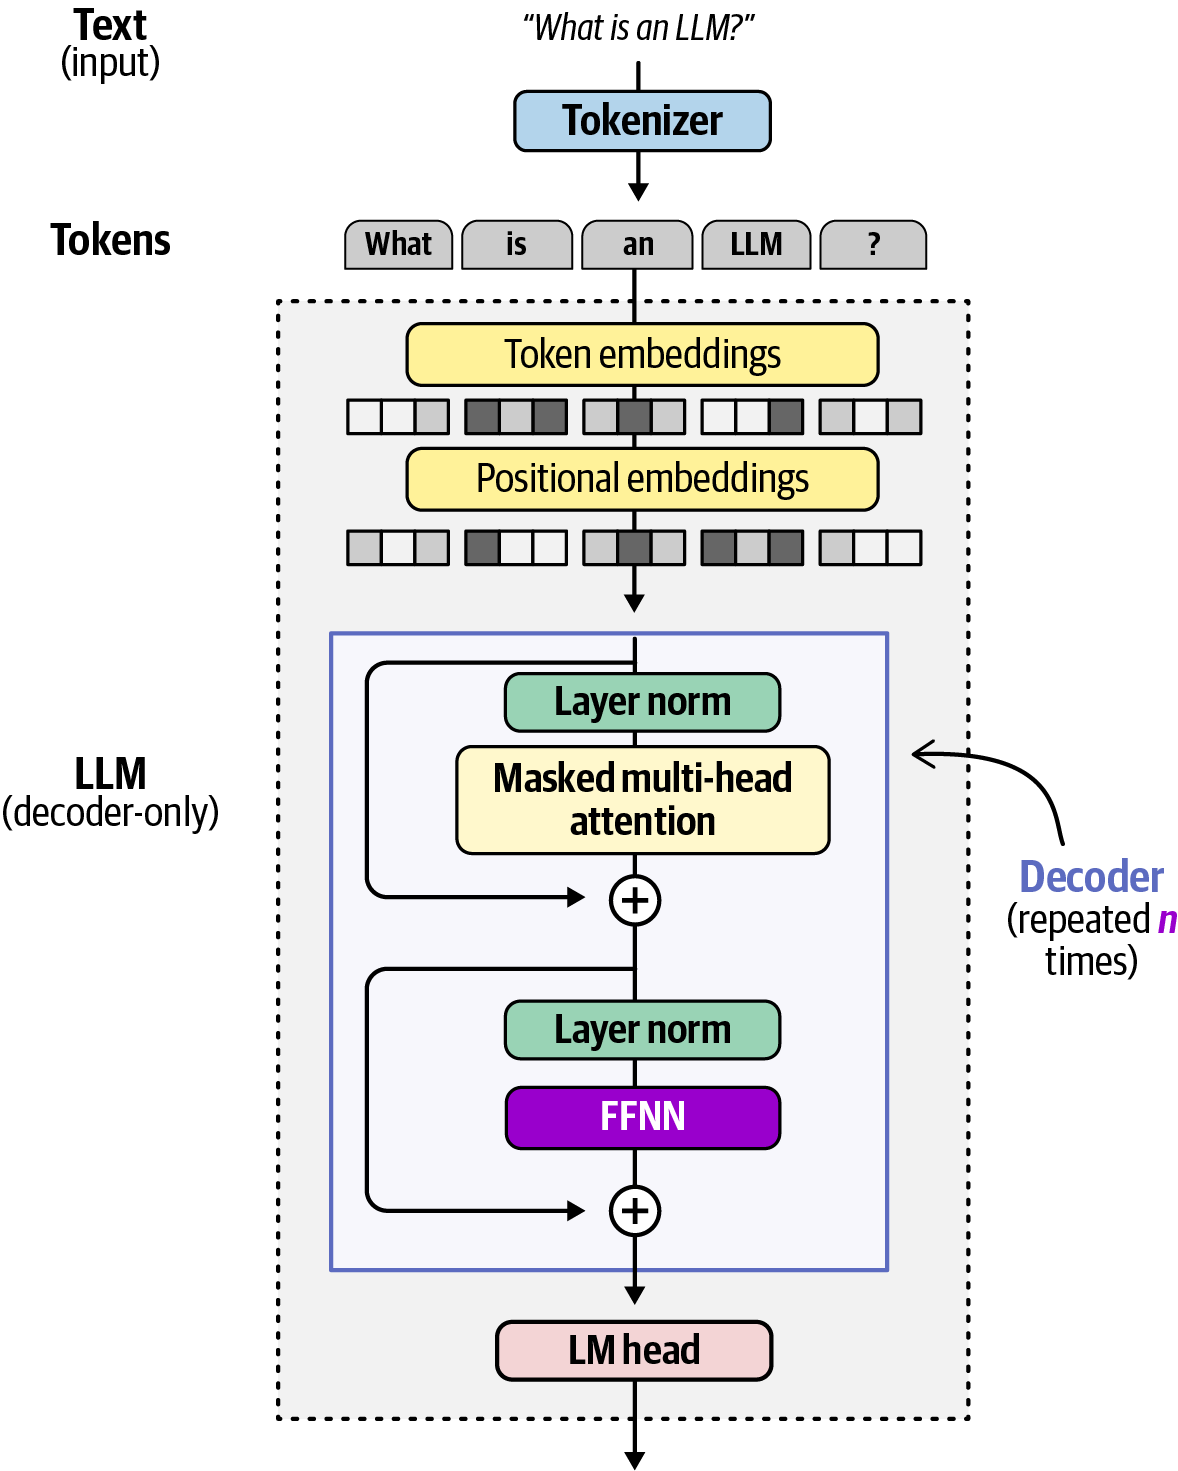 Text
(input)
“What is an LLM?”
Tokenizer
Tokens
What
is
an
LLM
?
Token embeddings
Positional embeddings
Layer norm
Masked multi-head
attention
LLM
(decoder-only)
Decoder
(repeated n
times)
+
Layer norm
FFNN
+
LM head